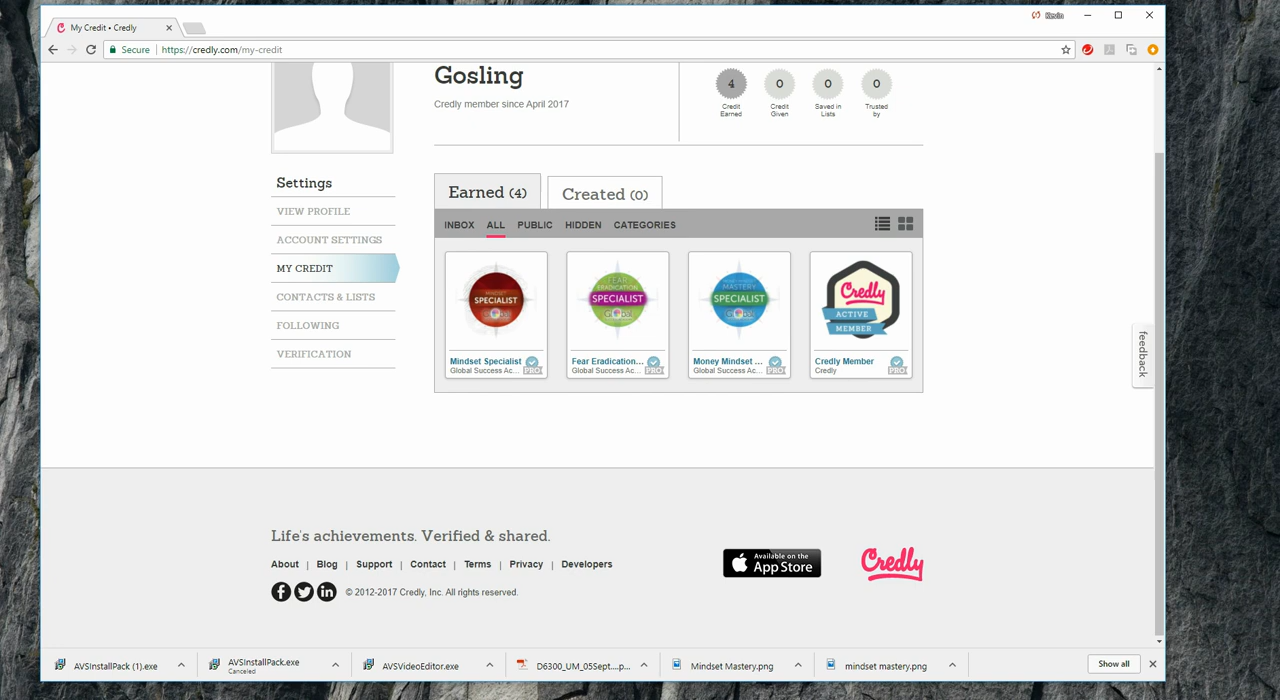 My Credit • Credly
Kevin
Secure
https://credly.com/my-credit
Gosling
Credly member since April 2017
4
0
0
0
Credit Earned
Credit Given
Saved in Lists
Trusted by
Settings
VIEW PROFILE
ACCOUNT SETTINGS
MY CREDIT
CONTACTS & LISTS
FOLLOWING
VERIFICATION
Earned (4)
Created (0)
INBOX ALL PUBLIC HIDDEN CATEGORIES
MINDSET
SPECIALIST
Global
FEAR
ERADICATION
SPECIALIST
Global
MASTERY
SPECIALIST
Global
Credly
ACTIVE
MEMBER
Mindset Specialist
Global Success Ac...
PRO
Fear Eradication...
Global Success Ac...
PRO
Money Mindset ...
Global Success Ac...
PRO
Credly Member
Credly
PRO
feedback
Life's achievements. Verified & shared.
About | Blog | Support | Contact | Terms | Privacy | Developers
© 2012-2017 Credly, Inc. All rights reserved.
Available on the
App Store
Credly
AVSInstallPack (1).exe
AVSInstallPack.exe
Canceled
AVSVideoEditor.exe
D6300_UM_05Sept....p...
Mindset Mastery.png
mindset mastery.png
Show all